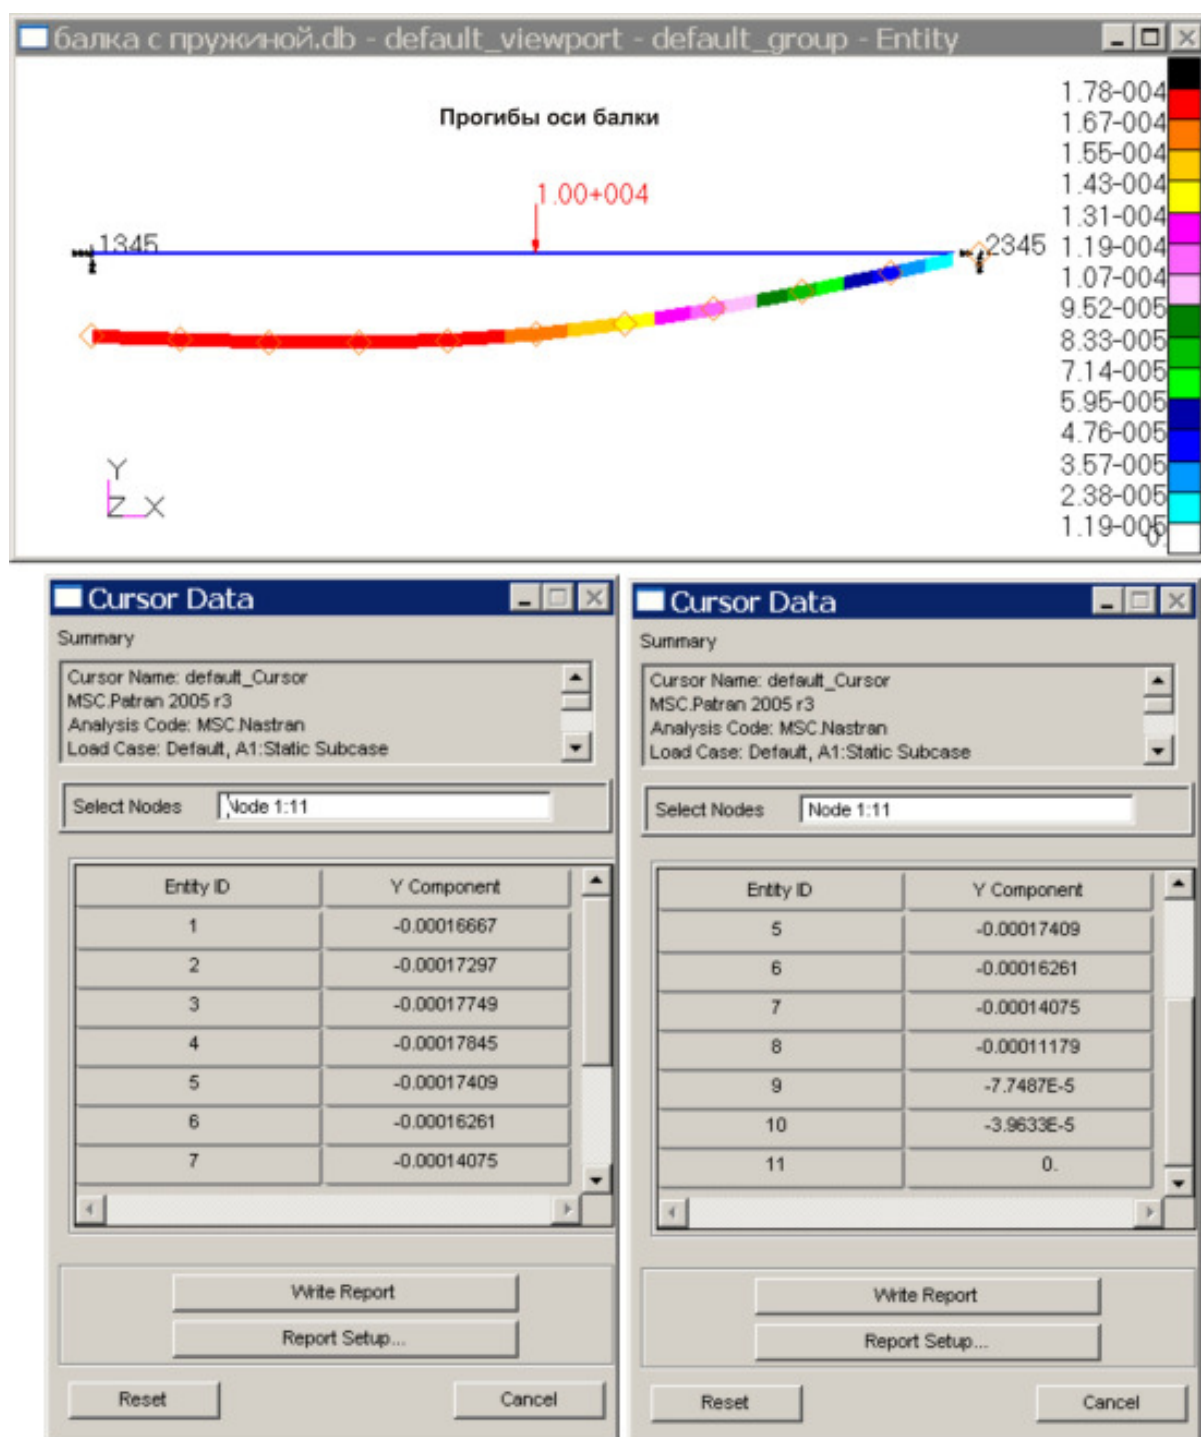 балка с пружиной.db - default_viewport - default_group - Entity
Прогибы оси балки
1.00+004
1345
2345
1.78-004
1.67-004
1.55-004
1.43-004
1.31-004
1.19-004
1.07-004
9.52-005
8.33-005
7.14-005
5.95-005
4.76-005
3.57-005
2.38-005
1.19-005
0.
Y
Z X
Cursor Data
Summary
Cursor Name: default_Cursor
MSC.Patran 2005 r3
Analysis Code: MSC.Nastran
Load Case: Default, A1:Static Subcase
Select Nodes Node 1:11
Entity ID Y Component
1 -0.00016667
2 -0.00017297
3 -0.00017749
4 -0.00017845
5 -0.00017409
6 -0.00016261
7 -0.00014075
Write Report
Report Setup...
Reset Cancel
Cursor Data
Summary
Cursor Name: default_Cursor
MSC.Patran 2005 r3
Analysis Code: MSC.Nastran
Load Case: Default, A1:Static Subcase
Select Nodes Node 1:11
Entity ID Y Component
5 -0.00017409
6 -0.00016261
7 -0.00014075
8 -0.00011179
9 -7.7487E-5
10 -3.9633E-5
11 0.
Write Report
Report Setup...
Reset Cancel